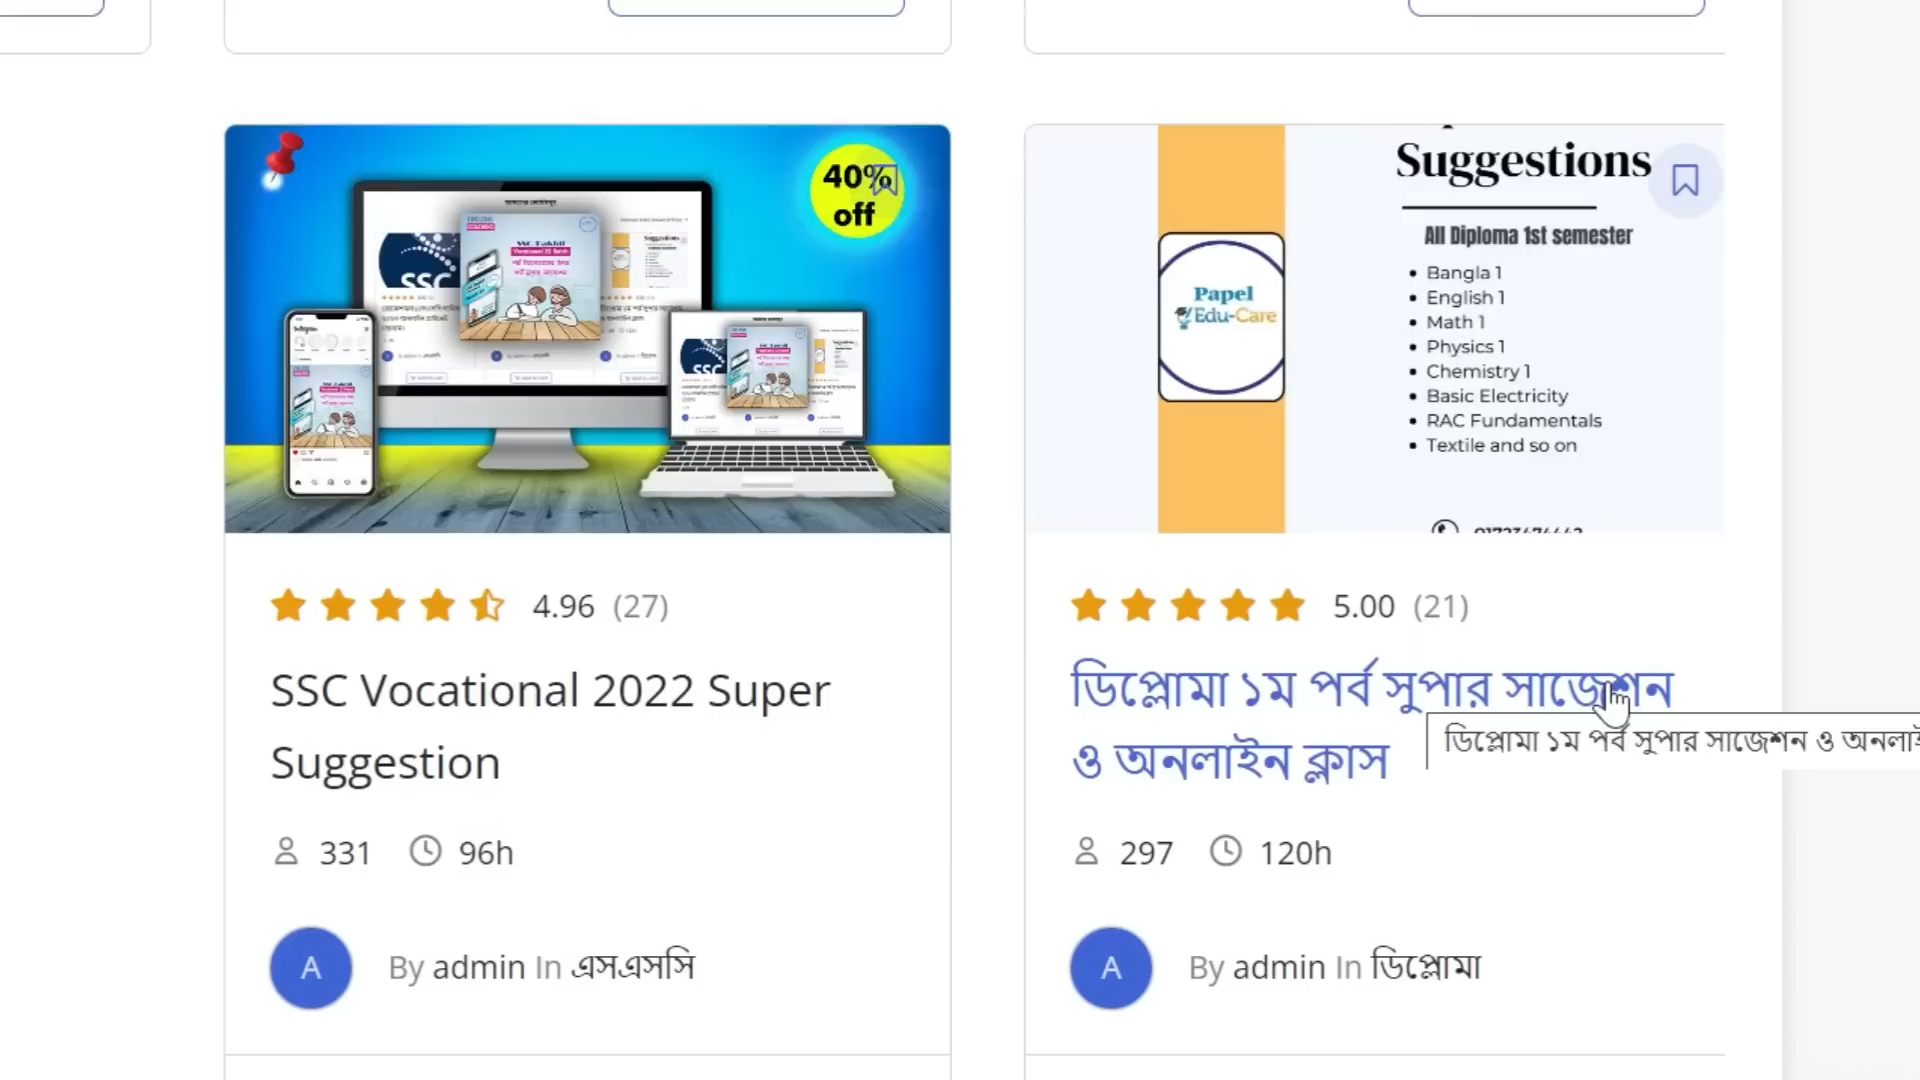 40%
off
SSC
Suggestions
All Diploma 1st semester
Papel
Edu-Care
• Bangla 1
• English 1
• Math 1
• Physics 1
• Chemistry 1
• Basic Electricity
• RAC Fundamentals
• Textile and so on
4.96 (27)
SSC Vocational 2022 Super
Suggestion
331 96h
A By admin In এসএসসি
5.00 (21)
ডিপ্লোমা ১ম পর্ব সুপার সাজেশন
ও অনলাইন ক্লাস
ডিপ্লোমা ১ম পর্ব সুপার সাজেশন ও
297 120h
A By admin In ডিপ্লোমা